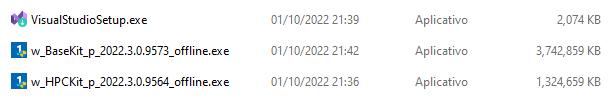 VisualStudioSetup.exe 01/10/2022 21:39 Aplicativo 2,074 KB
w_BaseKit_p_2022.3.0.9573_offline.exe 01/10/2022 21:42 Aplicativo 3,742,859 KB
w_HPCKit_p_2022.3.0.9564_offline.exe 01/10/2022 21:36 Aplicativo 1,324,659 KB